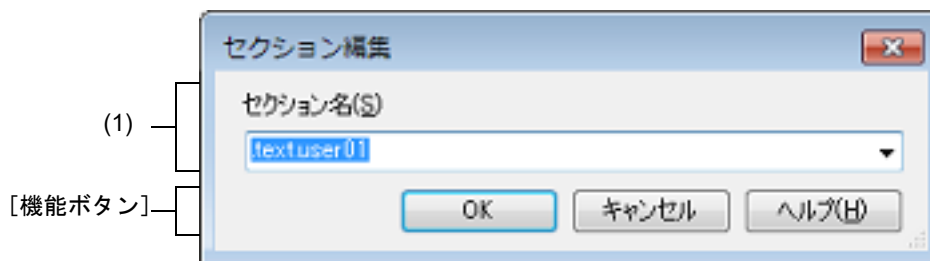 セクション編集
セクション名(S)
(1)
.textuser01
[機能ボタン]
OK キャンセル ヘルプ(H)